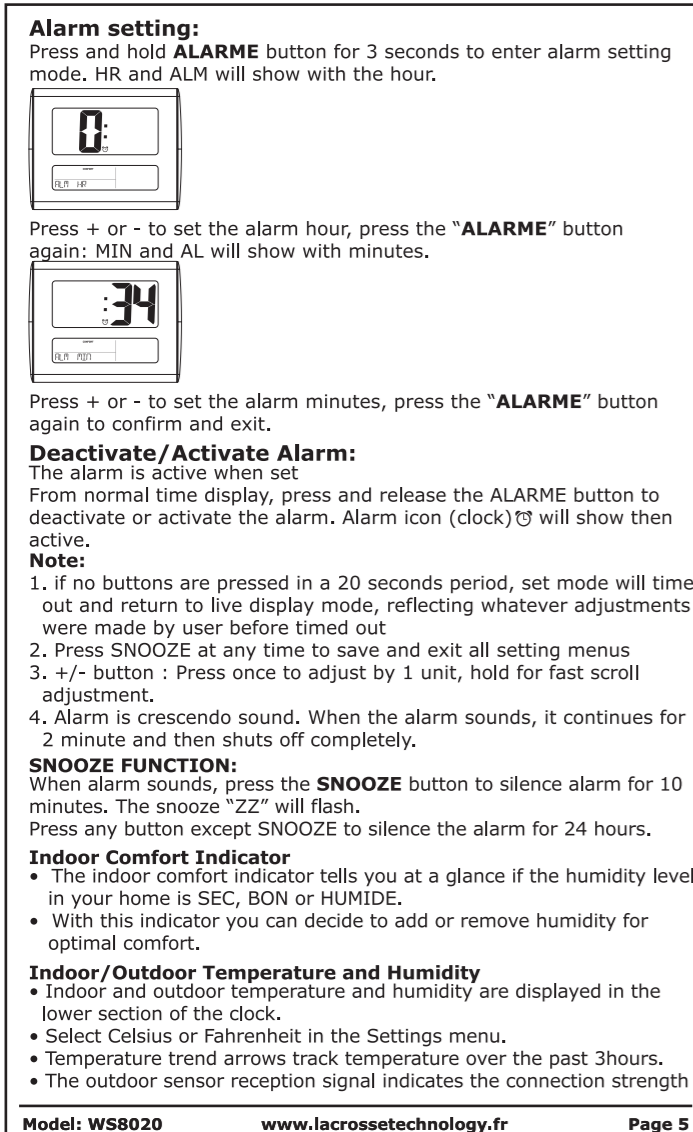 Alarm setting:
Press and hold ALARME button for 3 seconds to enter alarm setting
mode. HR and ALM will show with the hour.
0:
ALM HR
Press + or - to set the alarm hour, press the “ALARME” button
again: MIN and AL will show with minutes.
:34
ALM MIN
Press + or - to set the alarm minutes, press the “ALARME” button
again to confirm and exit.
Deactivate/Activate Alarm:
The alarm is active when set
From normal time display, press and release the ALARME button to
deactivate or activate the alarm. Alarm icon (clock) will show then
active.
Note:
1. if no buttons are pressed in a 20 seconds period, set mode will time
out and return to live display mode, reflecting whatever adjustments
were made by user before timed out
2. Press SNOOZE at any time to save and exit all setting menus
3. +/- button : Press once to adjust by 1 unit, hold for fast scroll
adjustment.
4. Alarm is crescendo sound. When the alarm sounds, it continues for
2 minute and then shuts off completely.
SNOOZE FUNCTION:
When alarm sounds, press the SNOOZE button to silence alarm for 10
minutes. The snooze “ZZ” will flash.
Press any button except SNOOZE to silence the alarm for 24 hours.
Indoor Comfort Indicator
• The indoor comfort indicator tells you at a glance if the humidity level
in your home is SEC, BON or HUMIDE.
• With this indicator you can decide to add or remove humidity for
optimal comfort.
Indoor/Outdoor Temperature and Humidity
• Indoor and outdoor temperature and humidity are displayed in the
lower section of the clock.
• Select Celsius or Fahrenheit in the Settings menu.
• Temperature trend arrows track temperature over the past 3hours.
• The outdoor sensor reception signal indicates the connection strength
Model: WS8020 www.lacrossetechnology.fr Page 5